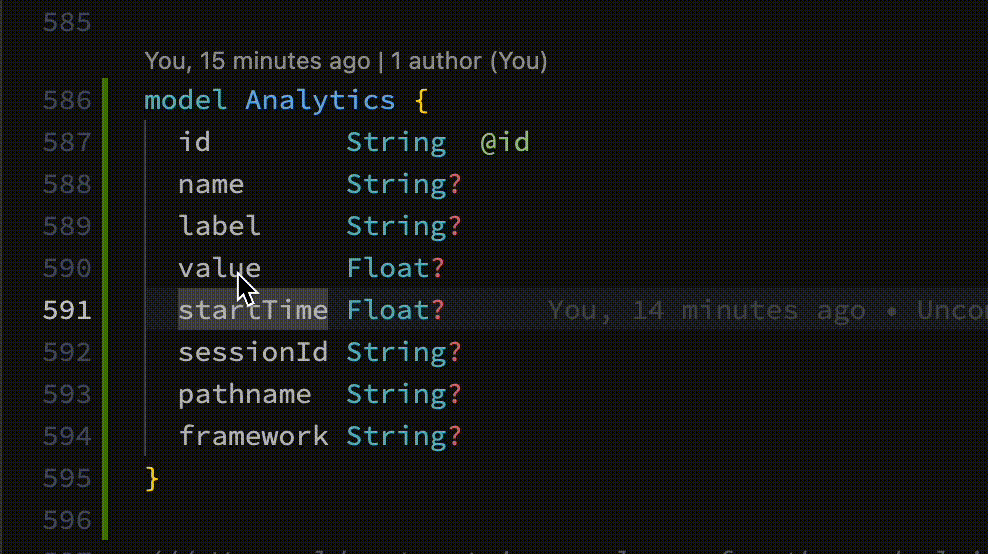 585
You, 15 minutes ago | 1 author (You)
586 model Analytics {
587 id String @id
588 name String?
589 label String?
590 value Float?
591 startTime Float? You, 14 minutes ago • Unco
592 sessionId String?
593 pathname String?
594 framework String?
595 }
596